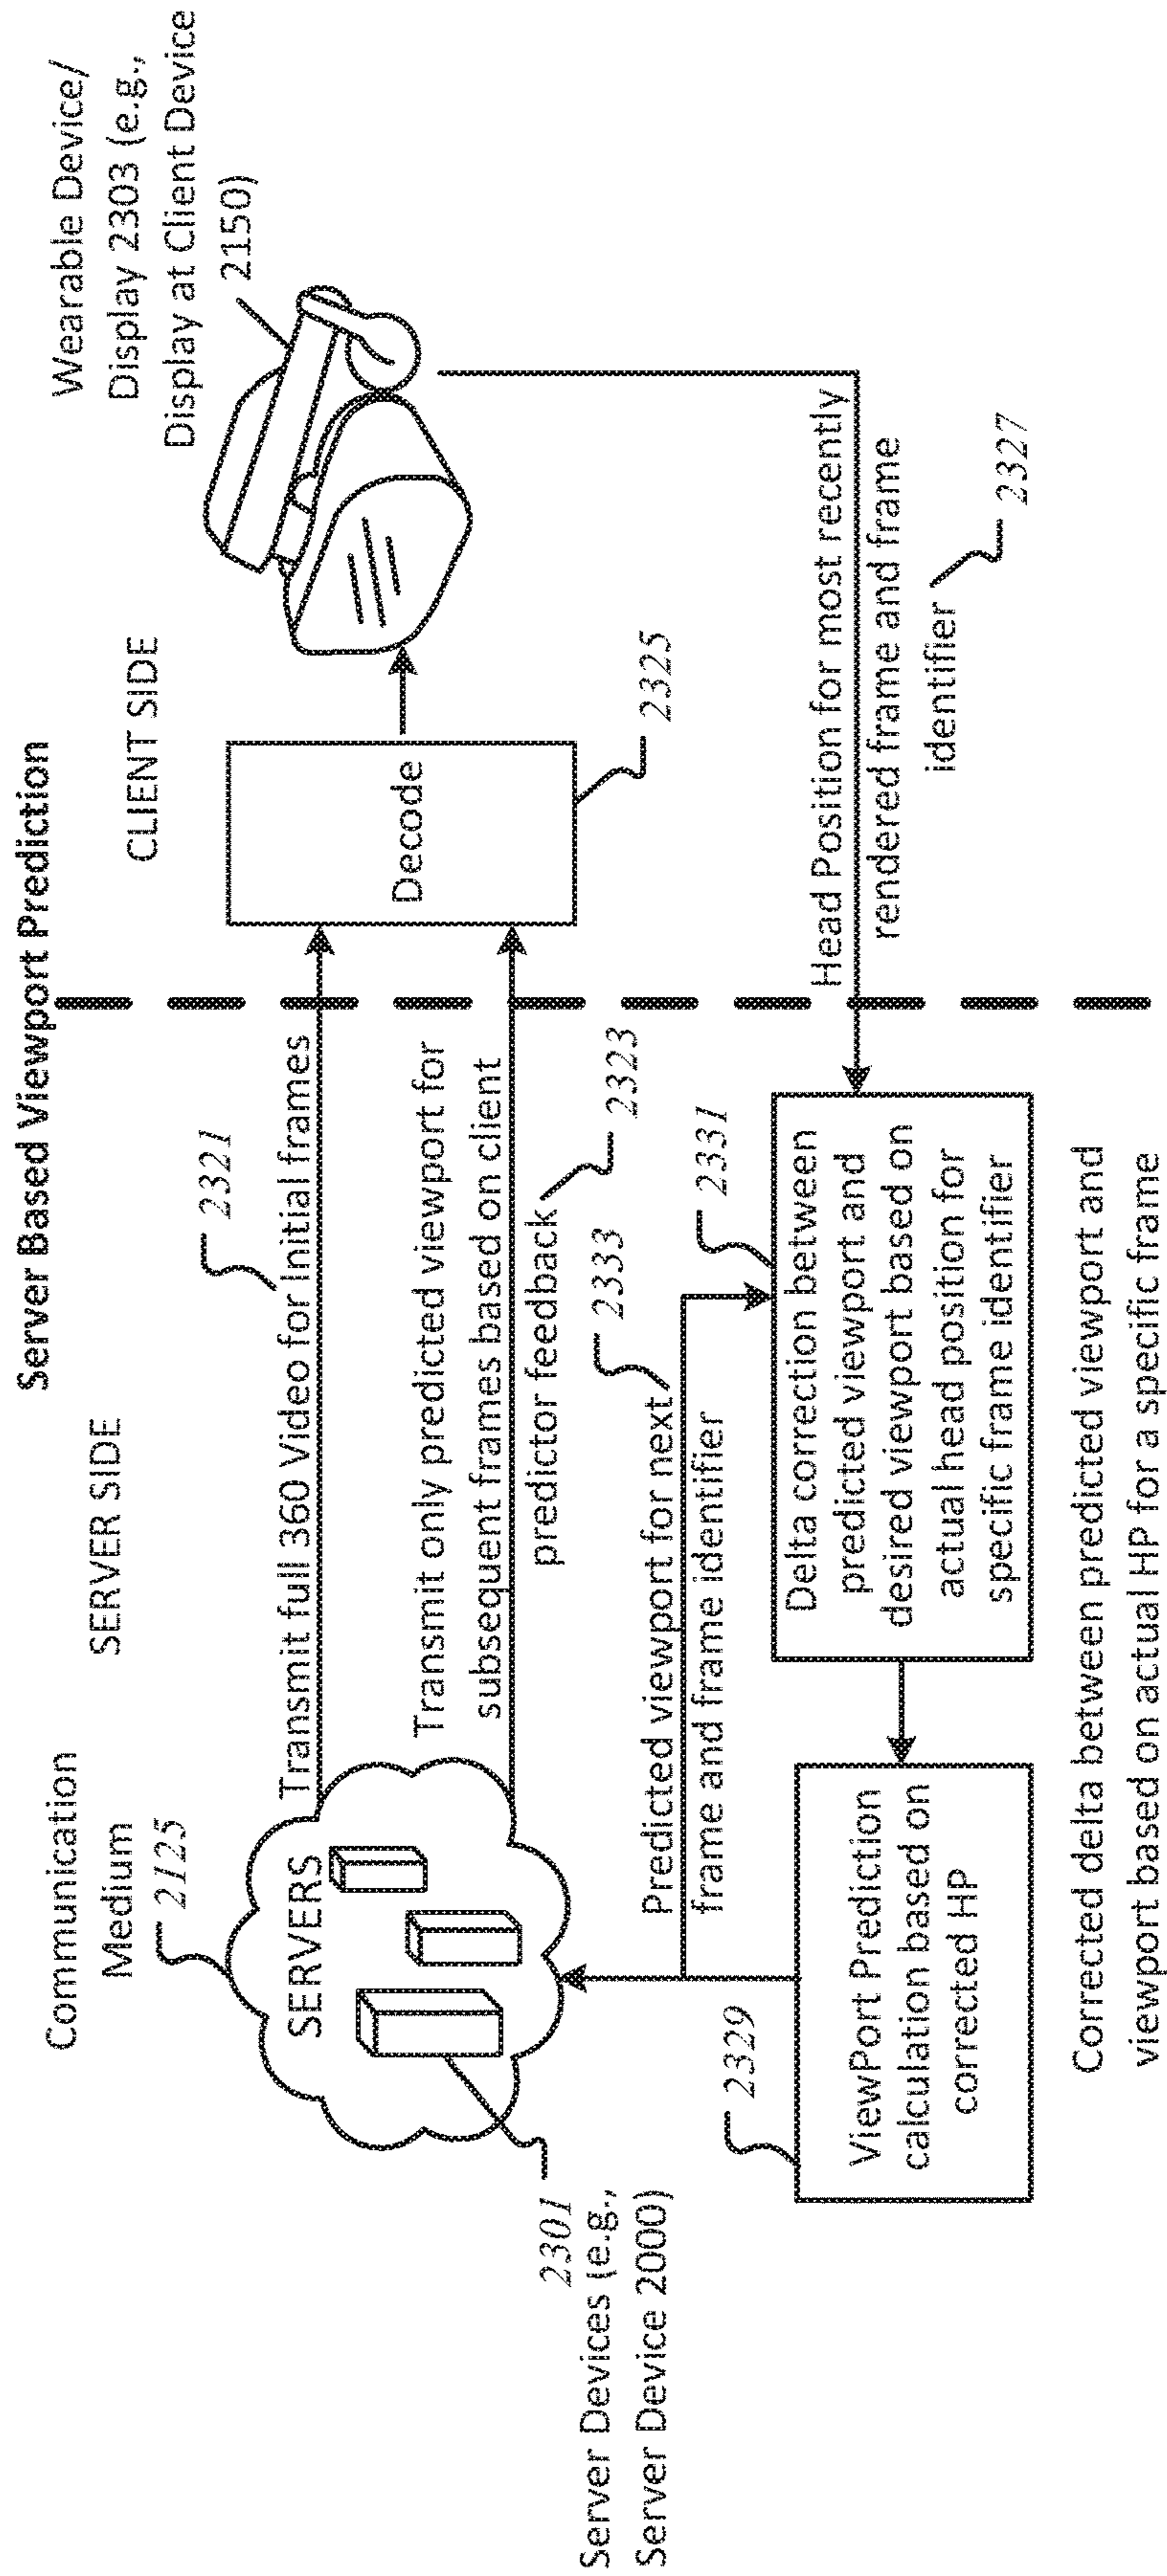 Server Based Viewport Prediction
Communication
Medium
2125
SERVER SIDE
CLIENT SIDE
Wearable Device/
Display 2303 (e.g.,
Display at Client Device
2150)
SERVERS
2301
Server Devices (e.g.,
Server Device 2000)
2321
Transmit full 360 Video for Initial frames
Transmit only predicted viewport for
subsequent frames based on client
predictor feedback
2323
Decode
2325
Predicted viewport for next
frame and frame identifier
2333
Head Position for most recently
rendered frame and frame
identifier
2327
2329
ViewPort Prediction
calculation based on
corrected HP
2331
Delta correction between
predicted viewport and
desired viewport based on
actual head position for
specific frame identifier
Corrected delta between predicted viewport and
viewport based on actual HP for a specific frame